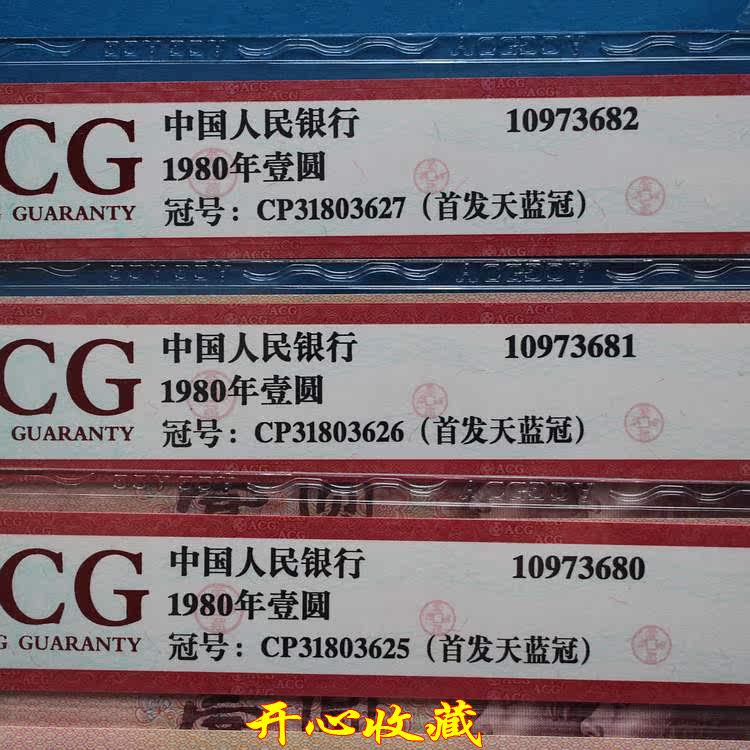 CG 中国人民银行 10973682
1980年壹圆
GUARANTY 冠号：CP31803627（首发天蓝冠）
ACG
CG 中国人民银行 10973681
1980年壹圆
GUARANTY 冠号：CP31803626（首发天蓝冠）
ACG
CG 中国人民银行 10973680
1980年壹圆
G GUARANTY 冠号：CP31803625（首发天蓝冠）
ACG
开心收藏